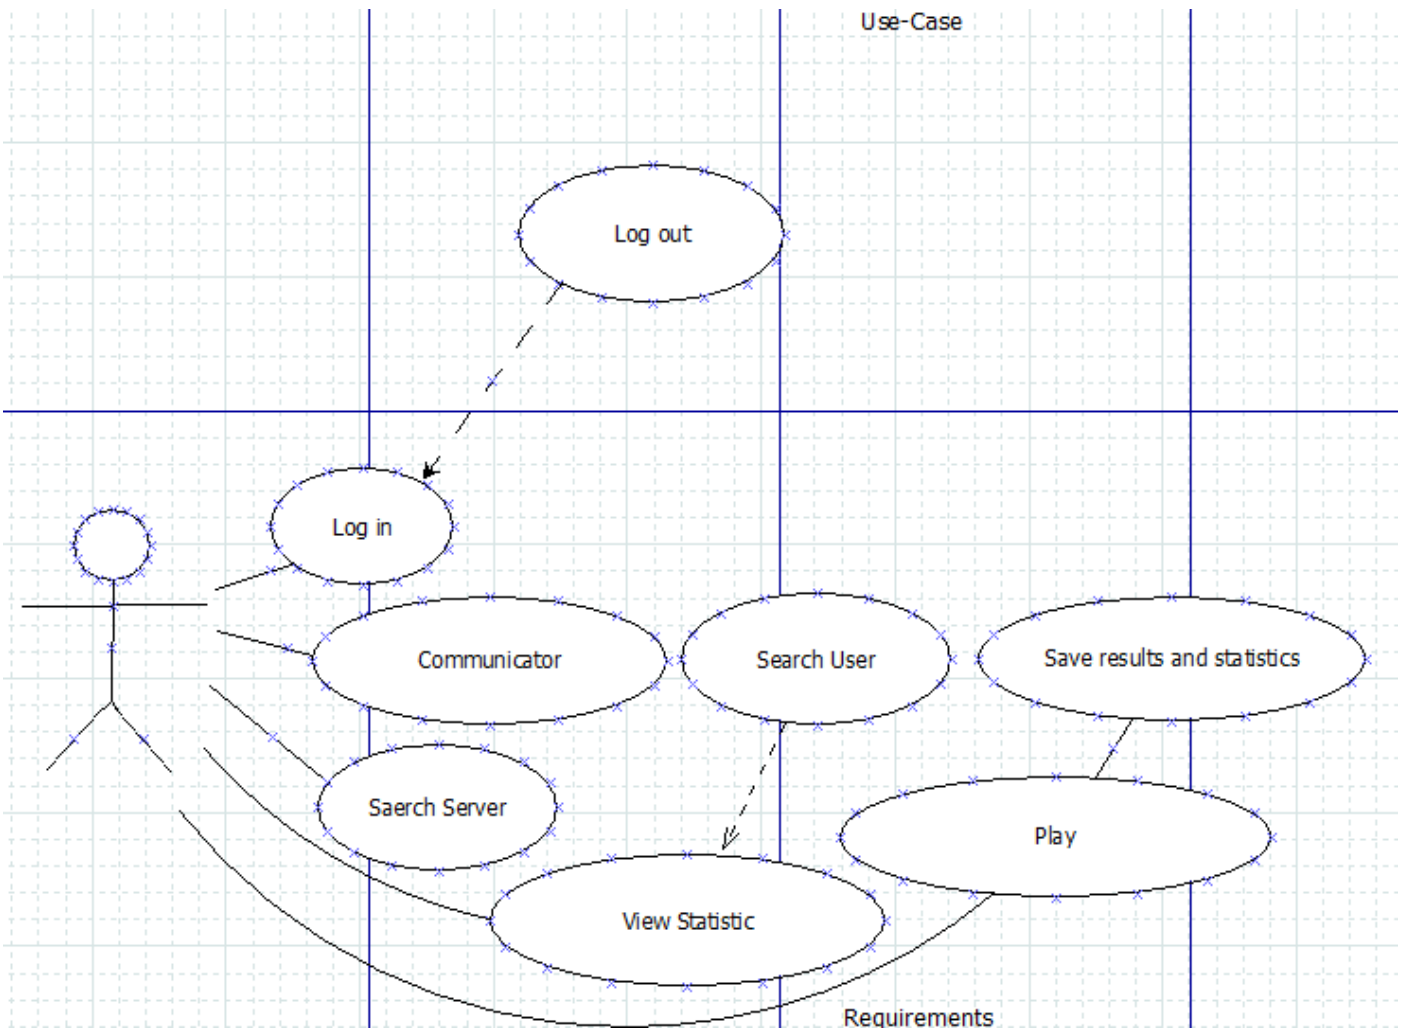 Use-Case
Log out
Log in
Communicator
Search User
Save results and statistics
Saerch Server
Play
View Statistic
Requirements